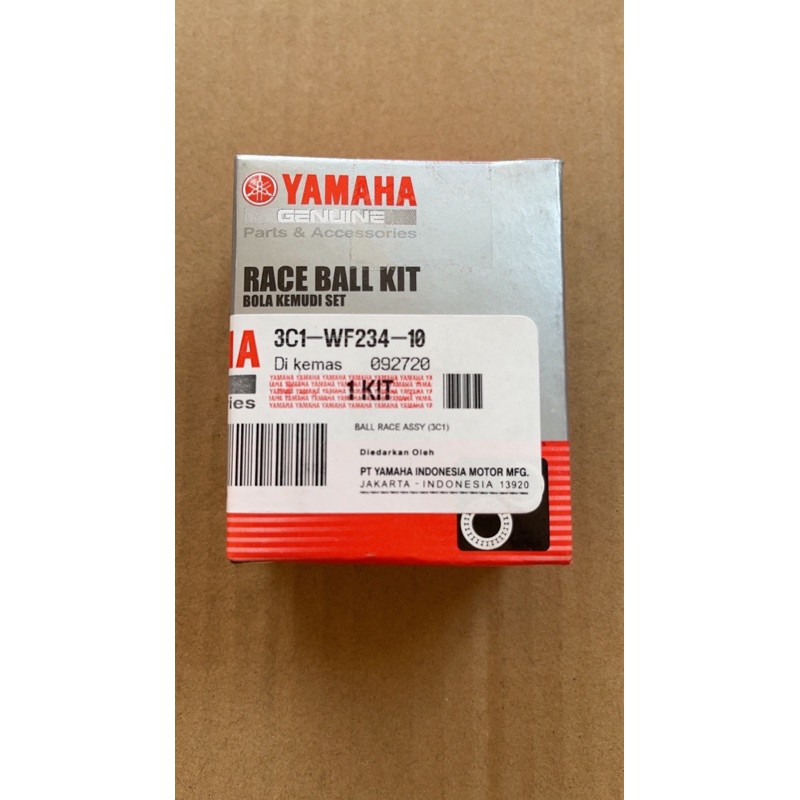 YAMAHA
GENUINE
Parts & Accessories
RACE BALL KIT
BOLA KEMUDI SET
3C1-WF234-10
Di kemas 092720
1 KIT
BALL RACE ASSY (3C1)
Diedarkan Oleh
PT YAMAHA INDONESIA MOTOR MFG.
JAKARTA - INDONESIA 13920